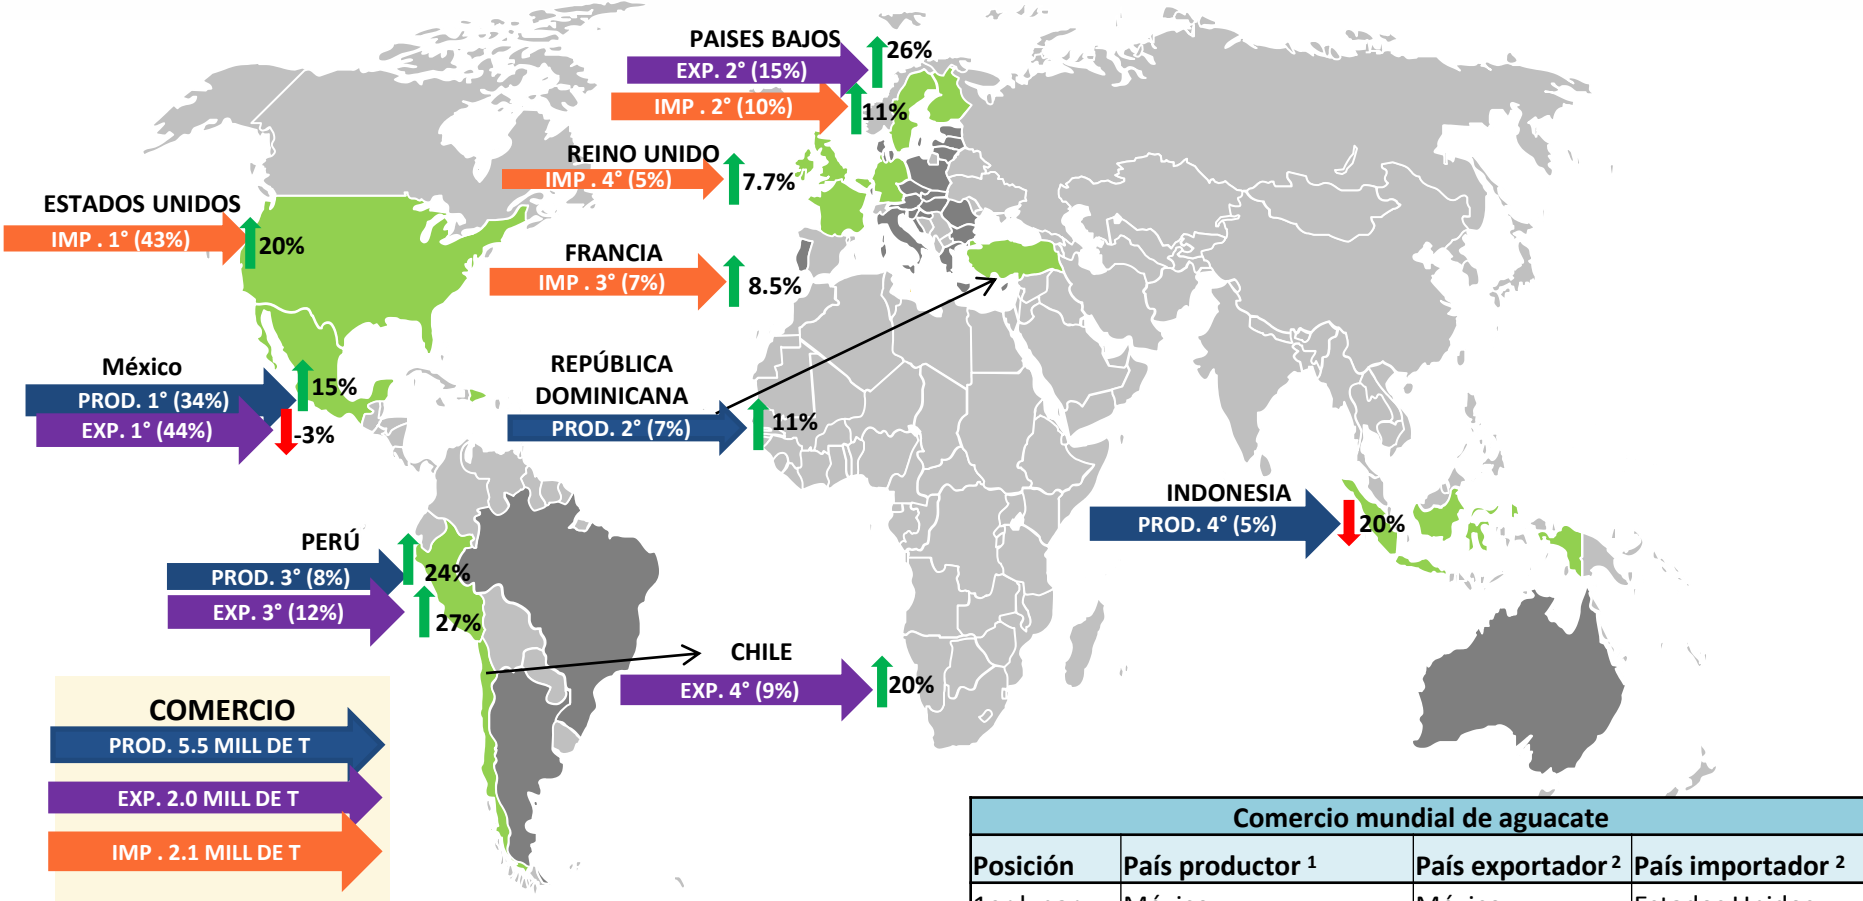 PAISES BAJOS
EXP. 2° (15%)
26%
IMP . 2° (10%)
11%
REINO UNIDO
IMP . 4° (5%)
7.7%
ESTADOS UNIDOS
IMP . 1° (43%)
20%
FRANCIA
IMP . 3° (7%)
8.5%
México
PROD. 1° (34%)
15%
EXP. 1° (44%)
-3%
REPÚBLICA
DOMINICANA
PROD. 2° (7%)
11%
INDONESIA
PROD. 4° (5%)
20%
PERÚ
PROD. 3° (8%)
24%
EXP. 3° (12%)
27%
CHILE
EXP. 4° (9%)
20%
COMERCIO
PROD. 5.5 MILL DE T
EXP. 2.0 MILL DE T
IMP . 2.1 MILL DE T
Comercio mundial de aguacate
Posición País productor ¹ País exportador ² País importador ²
México México Estados Unidos